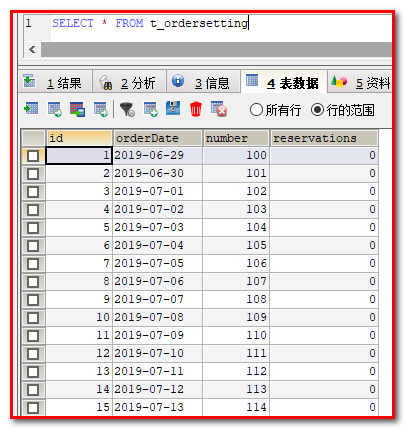 1 SELECT * FROM t_ordersetting
1 结果 2 分析 3 信息 4 表数据 5 资料
所有行 行的范围
id orderDate number reservations
1 2019-06-29 100 0
2 2019-06-30 101 0
3 2019-07-01 102 0
4 2019-07-02 103 0
5 2019-07-03 104 0
6 2019-07-04 105 0
7 2019-07-05 106 0
8 2019-07-06 107 0
9 2019-07-07 108 0
10 2019-07-08 109 0
11 2019-07-09 110 0
12 2019-07-10 111 0
13 2019-07-11 112 0
14 2019-07-12 113 0
15 2019-07-13 114 0